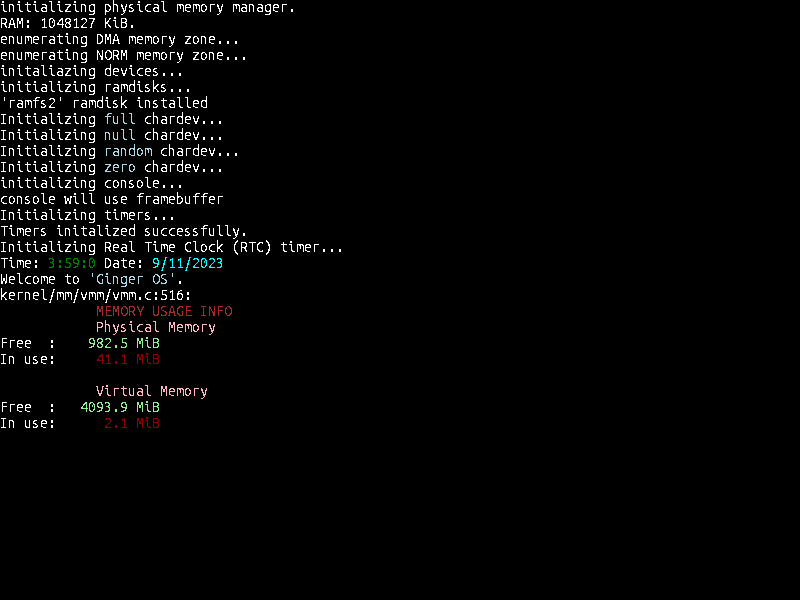 initializing physical memory manager.
RAM: 1048127 KiB.
enumerating DMA memory zone...
enumerating NORM memory zone...
initaliazing devices...
initializing ramdisks...
'ramfs2' ramdisk installed
Initializing full chardev...
Initializing null chardev...
Initializing random chardev...
Initializing zero chardev...
initializing console...
console will use framebuffer
Initializing timers...
Timers initalized successfully.
Initializing Real Time Clock (RTC) timer...
Time: 3:59:0 Date: 9/11/2023
Welcome to 'Ginger OS'.
kernel/mm/vmm/vmm.c:516:
MEMORY USAGE INFO
Physical Memory
Free  :    982.5 MiB
In use:     41.1 MiB
Virtual Memory
Free  :   4093.9 MiB
In use:      2.1 MiB